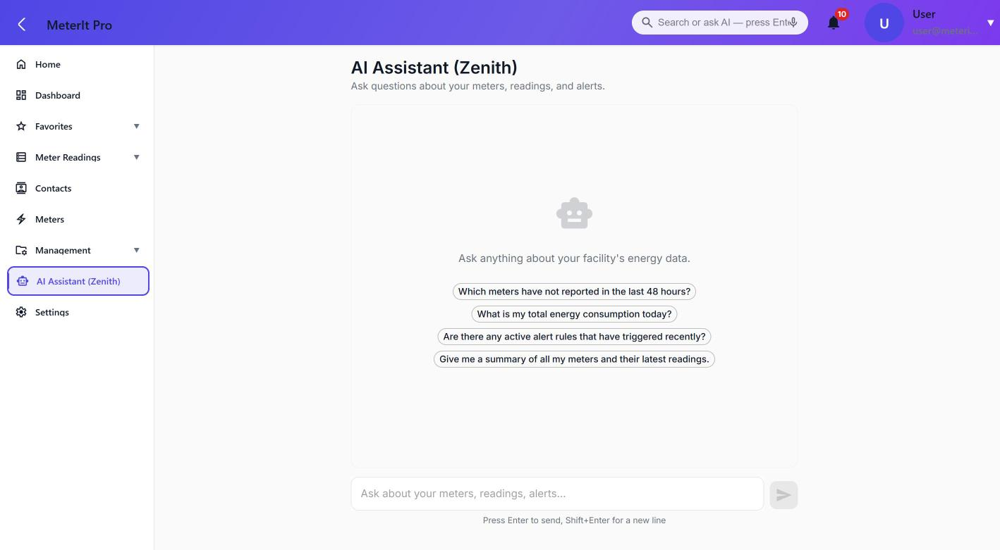 MeterIt Pro
Search or ask AI — press Ente
10
U
User
user@meteri...
Home
Dashboard
Favorites
Meter Readings
Contacts
Meters
Management
AI Assistant (Zenith)
Settings
AI Assistant (Zenith)
Ask questions about your meters, readings, and alerts.
Ask anything about your facility's energy data.
Which meters have not reported in the last 48 hours?
What is my total energy consumption today?
Are there any active alert rules that have triggered recently?
Give me a summary of all my meters and their latest readings.
Ask about your meters, readings, alerts...
Press Enter to send, Shift+Enter for a new line